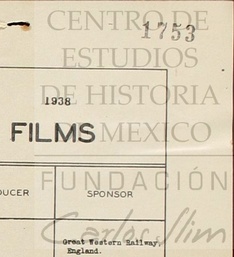 CENTRO DE
1753
ESTUDIOS
1938
DE HISTORIA
FILMS
DE MEXICO
FUNDACIÓN
DUCER
SPONSOR
Carlos Slim
Great Western Railway,
England.